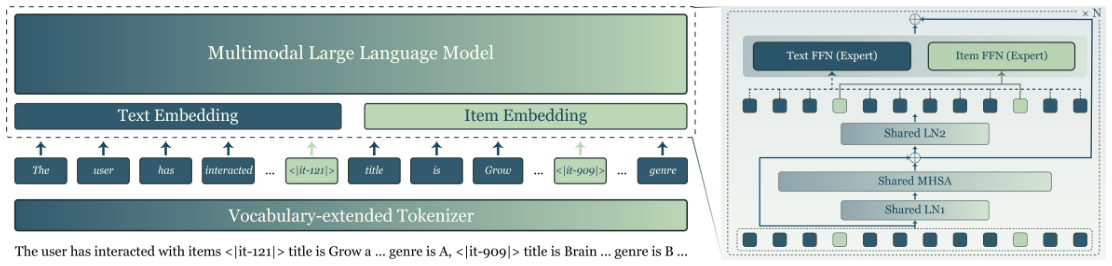 Multimodal Large Language Model
Text Embedding
Item Embedding
The user has interacted ... <|it-121|> title is Grow ... <|it-909|> ... genre
Vocabulary-extended Tokenizer
The user has interacted with items <|it-121|> title is Grow a ... genre is A, <|it-909|> title is Brain ... genre is B ...
× N
Text FFN (Expert)
Item FFN (Expert)
Shared LN2
Shared MHSA
Shared LN1